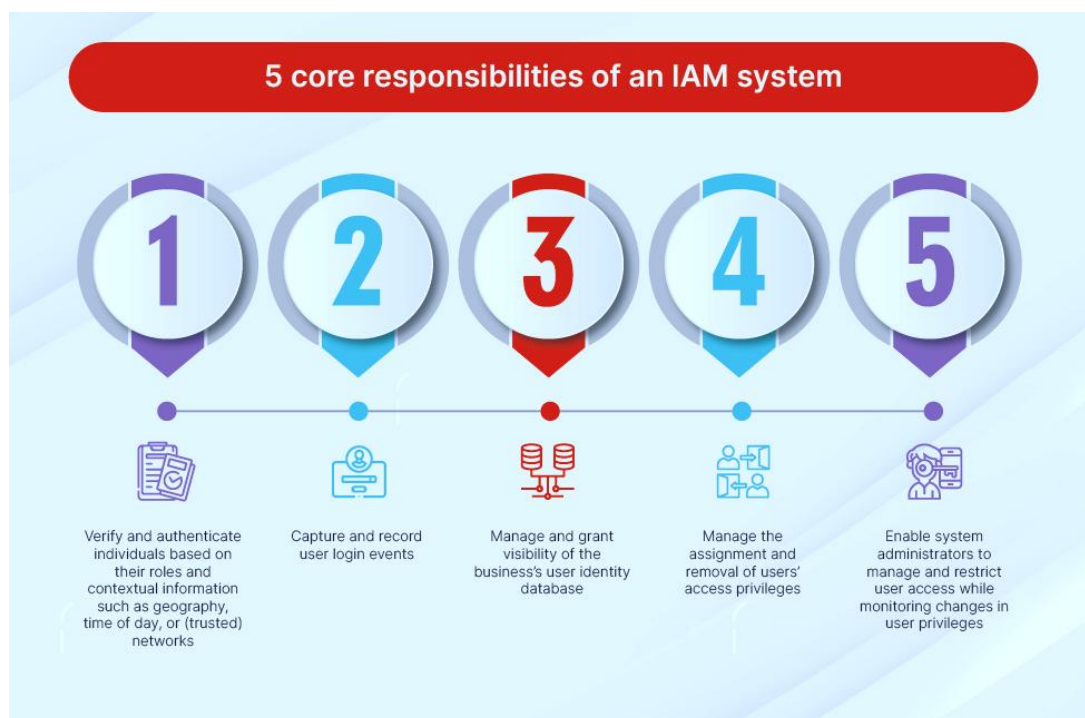 5 core responsibilities of an IAM system
1
2
3
4
5
Verify and authenticate
individuals based on
their roles and
contextual information
such as geography,
time of day, or (trusted)
networks
Capture and record
user login events
Manage and grant
visibility of the
business's user identity
database
Manage the
assignment and
removal of users'
access privileges
Enable system
administrators to
manage and restrict
user access while
monitoring changes in
user privileges